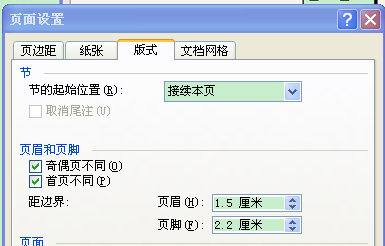 页面设置
页边距 纸张 版式 文档网格
节
节的起始位置(R): 接续本页
取消尾注(U)
页眉和页脚
奇偶页不同(O)
首页不同(P)
距边界: 页眉(H): 1.5 厘米
页脚(F): 2.2 厘米
页面